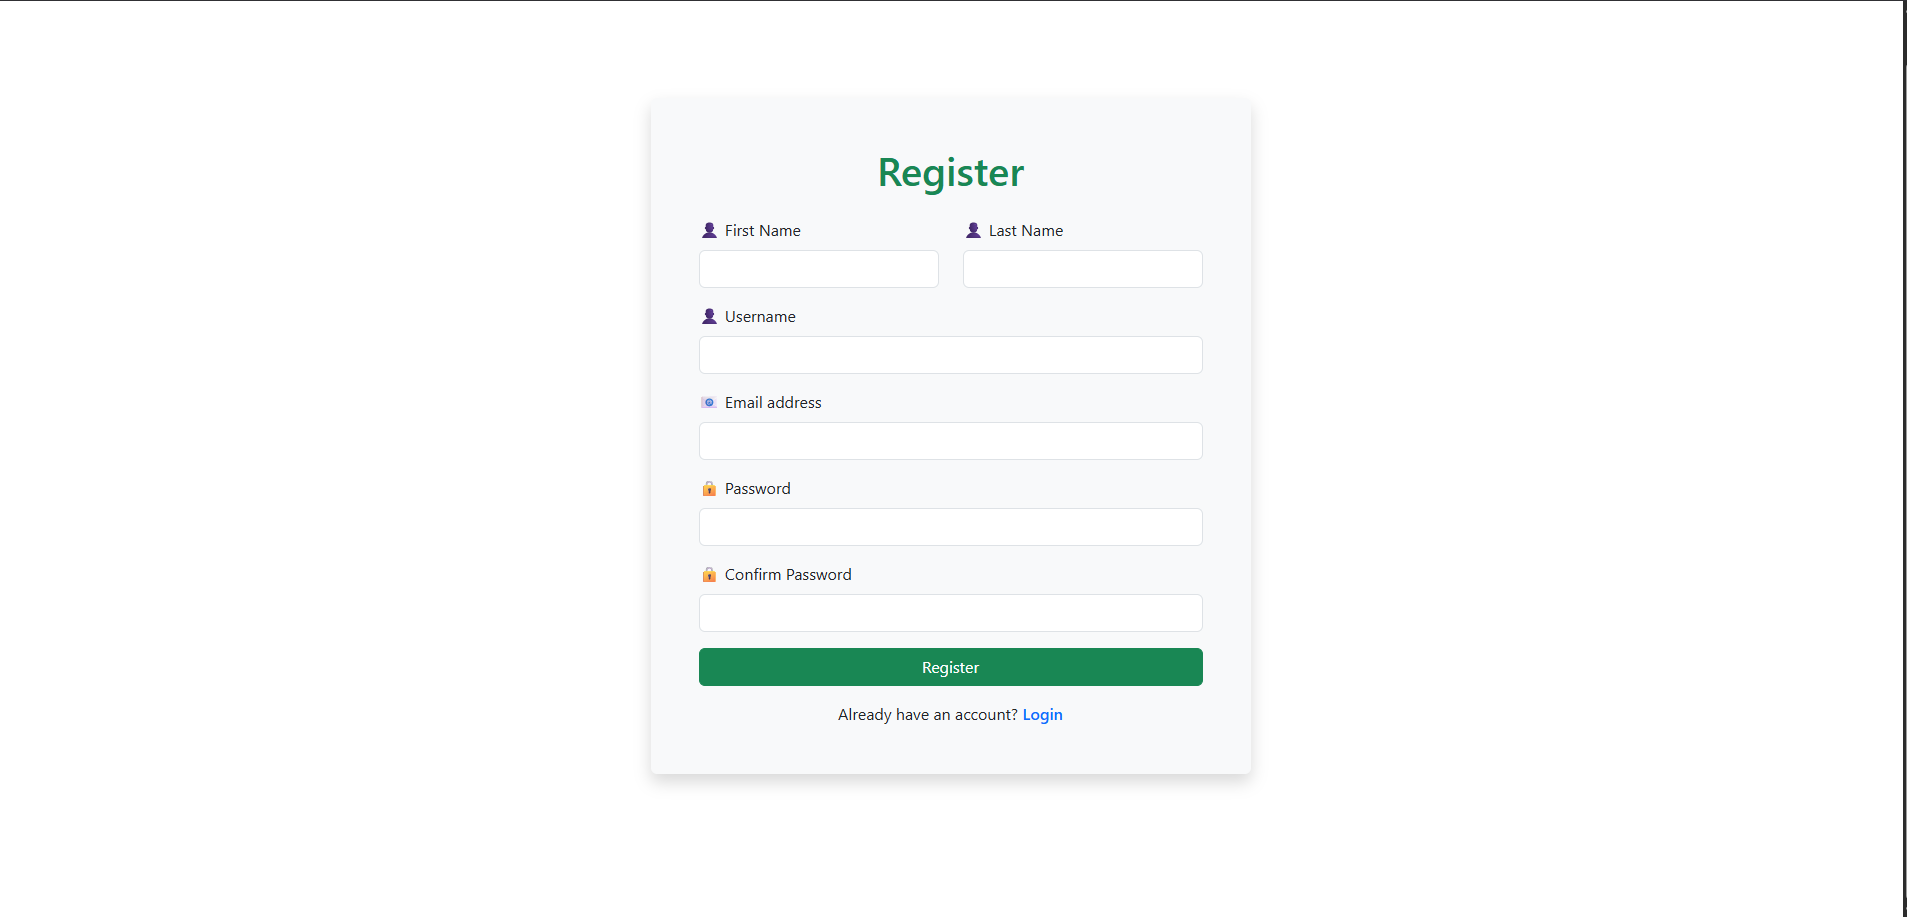 Register
First Name Last Name
Username
Email address
Password
Confirm Password
Register
Already have an account? Login